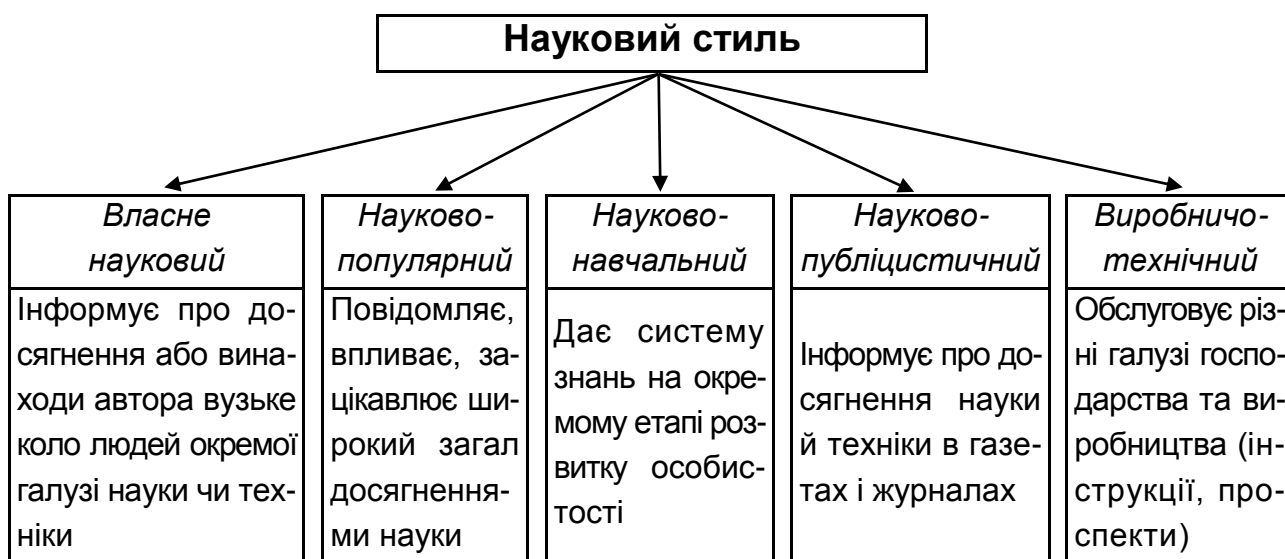 Науковий стиль
Власне
науковий
Інформує про до-
сягнення або вина-
ходи автора вузьке
коло людей окремої
галузі науки чи тех-
ніки
Науково-
популярний
Повідомляє,
впливає, за-
цікавлює ши-
рокий загал
досягнення-
ми науки
Науково-
навчальний
Дає систему
знань на окре-
мому етапі роз-
витку особис-
тості
Науково-
публіцистичний
Інформує про до-
сягнення науки
й техніки в газе-
тах і журналах
Виробничо-
технічний
Обслуговує різ-
ні галузі госпо-
дарства та ви-
робництва (ін-
струкції, про-
спекти)